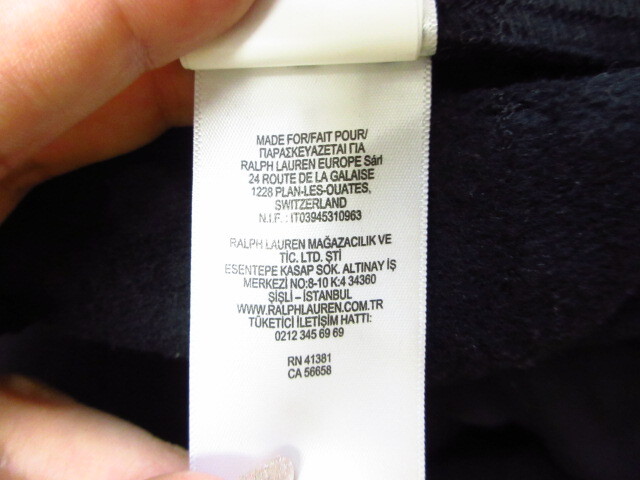 MADE FOR/FAIT POUR/
ΠΑΡΑΣΚΕΥΑΖΕΤΑΙ ΓΙΑ
RALPH LAUREN EUROPE Sàrl
24 ROUTE DE LA GALAISE
1228 PLAN-LES-OUATES,
SWITZERLAND
N.I.F. : IT03945310963
RALPH LAUREN MAĞAZACILIK VE
TİC. LTD. ŞTİ
ESENTEPE KASAP SOK. ALTINAY İŞ
MERKEZİ NO:8-10 K:4 34360
ŞİŞLİ – İSTANBUL
WWW.RALPHLAUREN.COM.TR
TÜKETİCİ İLETİŞİM HATTI:
0212 345 69 69
RN 41381
CA 56658